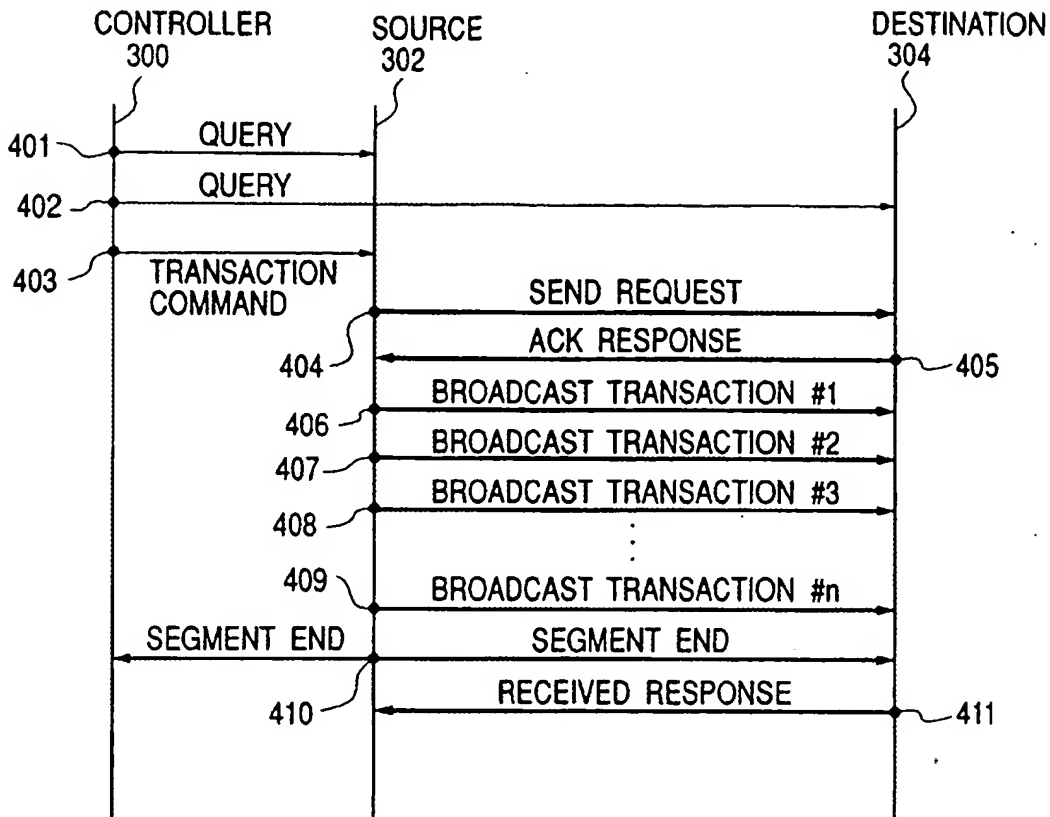 CONTROLLER
300
SOURCE
302
DESTINATION
304
401
QUERY
402
QUERY
403
TRANSACTION
COMMAND
SEND REQUEST
404
ACK RESPONSE
405
BROADCAST TRANSACTION #1
406
BROADCAST TRANSACTION #2
407
BROADCAST TRANSACTION #3
408
409
BROADCAST TRANSACTION #n
SEGMENT END
SEGMENT END
410
RECEIVED RESPONSE
411